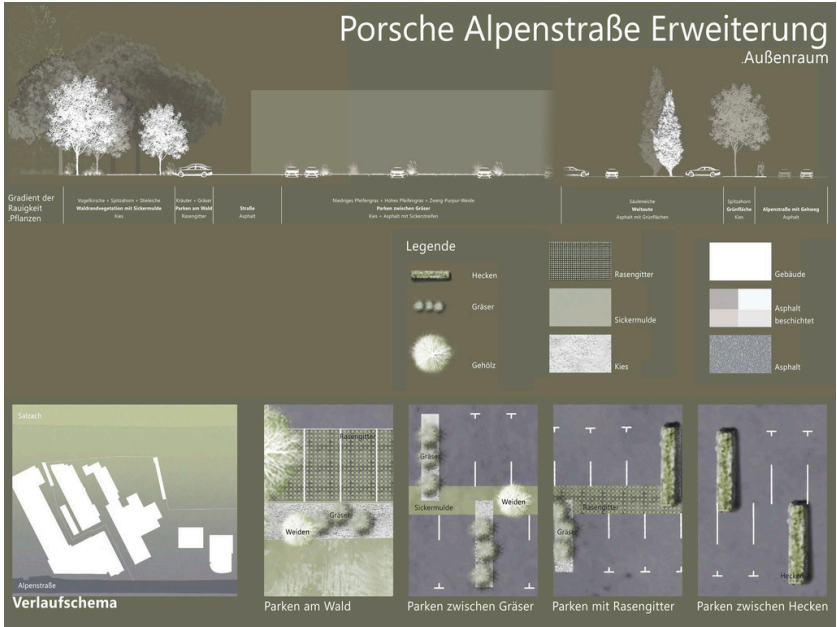 Porsche Alpenstraße Erweiterung
.Außenraum
Gradient der
Rauigkeit
.Pflanzen
Vogelkirsche + Spitzahorn + Stieleiche
Waldrandvegetation mit Sickermulde
Kies
Kräuter + Gräser
Parken am Wald
Rasengitter
Straße
Asphalt
Niedriges Pfeifengras + Hohes Pfeifengras + Zwerg-Purpur-Weide
Parken zwischen Gräser
Kies + Asphalt mit Sickerstreifen
Säuleneiche
Weltauto
Asphalt mit Grünflächen
Spitzahorn
Grünfläche
Kies
Alpenstraße mit Gehweg
Asphalt
Legende
Hecken
Gräser
Gehölz
Rasengitter
Sickermulde
Kies
Gebäude
Asphalt
beschichtet
Asphalt
Salzach
Alpenstraße
Verlaufschema
Rasengitter
Gräser
Weiden
Parken am Wald
Gräser
Weiden
Sickermulde
Parken zwischen Gräser
Rasengitter
Gräser
Parken mit Rasengitter
Hecken
Parken zwischen Hecken